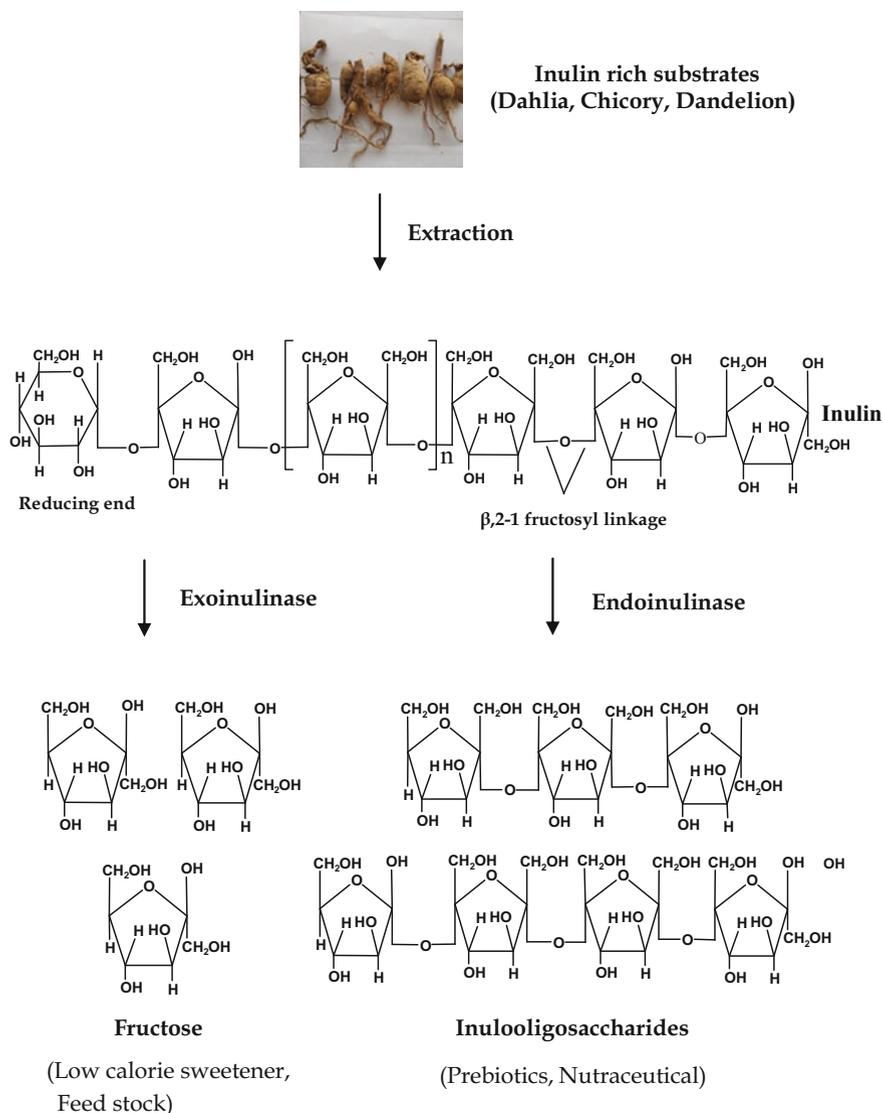 Inulin rich substrates
(Dahlia, Chicory, Dandelion)
Extraction
CH₂OH H CH₂OH OH CH₂OH CH₂OH CH₂OH CH₂OH CH₂OH OH CH₂OH OH
H O O O O O O
H
OH H H HO H HO H HO H HO H HO Inulin
OH O O O n O O CH₂OH
H OH OH H OH H OH H OH H OH H
Reducing end
β,2-1 fructosyl linkage
Exoinulinase
Endoinulinase
CH₂OH OH CH₂OH OH
O O
H H HO CH₂OH H H HO CH₂OH
OH H OH H
CH₂OH OH
O
H H HO CH₂OH
OH H
Fructose
(Low calorie sweetener,
Feed stock)
CH₂OH CH₂OH CH₂OH CH₂OH CH₂OH OH
O O O
H H HO O H HO O H HO CH₂OH
OH H OH H OH H
CH₂OH OH CH₂OH CH₂OH CH₂OH CH₂OH CH₂OH OH OH
O O O O
H H HO O H HO O H HO O H HO CH₂OH
OH H OH H OH H OH H
Inulooligosaccharides
(Prebiotics, Nutraceutical)